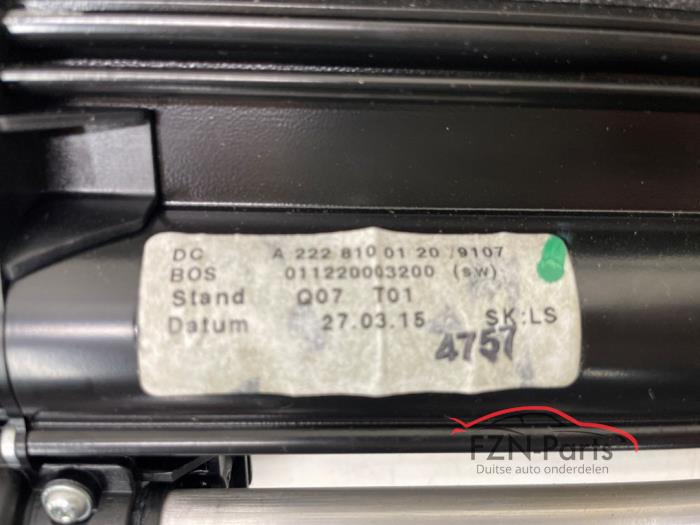 DC A 222 810 01 20 /9107
BOS 011220003200 (sw)
Stand Q07 T01
Datum 27.03.15 SK:LS
4757
FZN-Parts
Duitse auto onderdelen